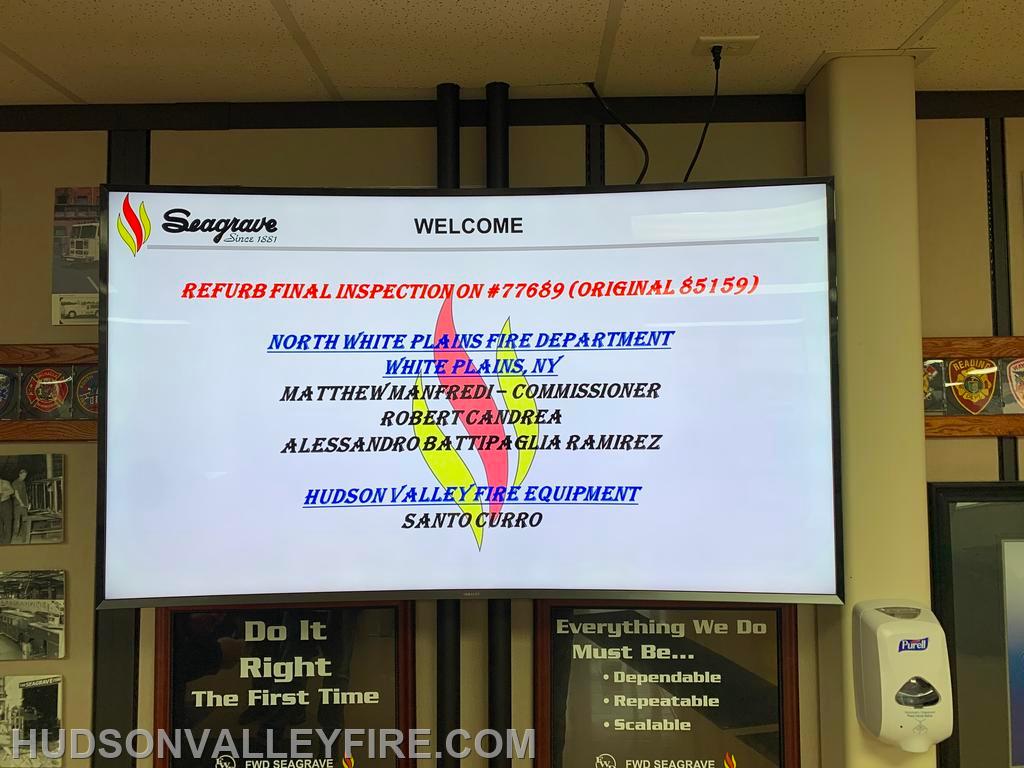 Seagrave
Since 1881
WELCOME
REFURB FINAL INSPECTION ON #77689 (ORIGINAL 85159)
NORTH WHITE PLAINS FIRE DEPARTMENT
WHITE PLAINS, NY
MATTHEW MANFREDI – COMMISSIONER
ROBERT CANDREA
ALESSANDRO BATTIPAGLIA RAMIREZ
HUDSON VALLEY FIRE EQUIPMENT
SANTO CURRO
READING
Do It
Right
The First Time
FWD SEAGRAVE
Everything We Do
Must Be...
• Dependable
• Repeatable
• Scalable
FWD SEAGRAVE
Purell
HUDSONVALLEYFIRE.COM